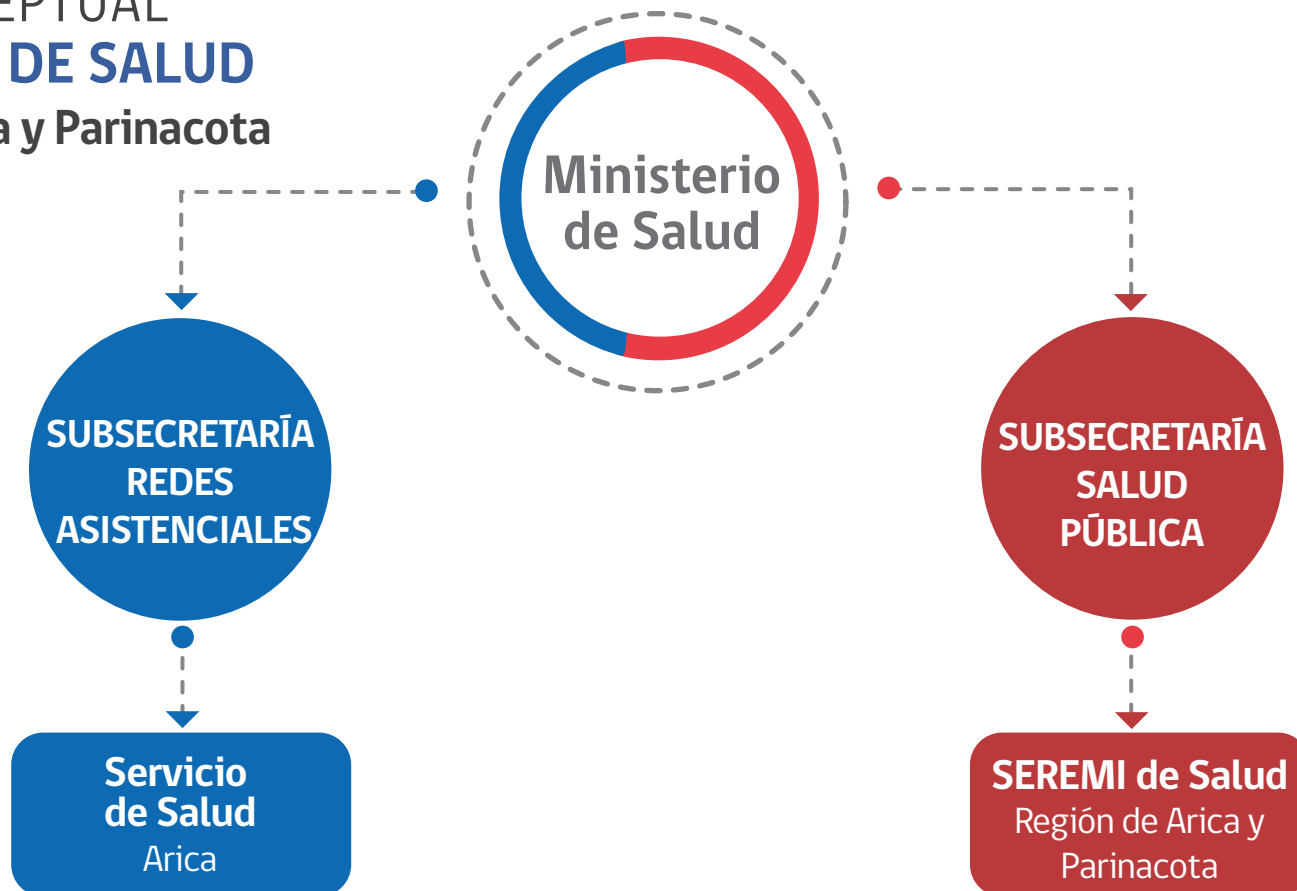 EPTUAL
DE SALUD
a y Parinacota
Ministerio
de Salud
SUBSECRETARÍA
REDES
ASISTENCIALES
SUBSECRETARÍA
SALUD
PÚBLICA
Servicio
de Salud
Arica
SEREMI de Salud
Región de Arica y
Parinacota